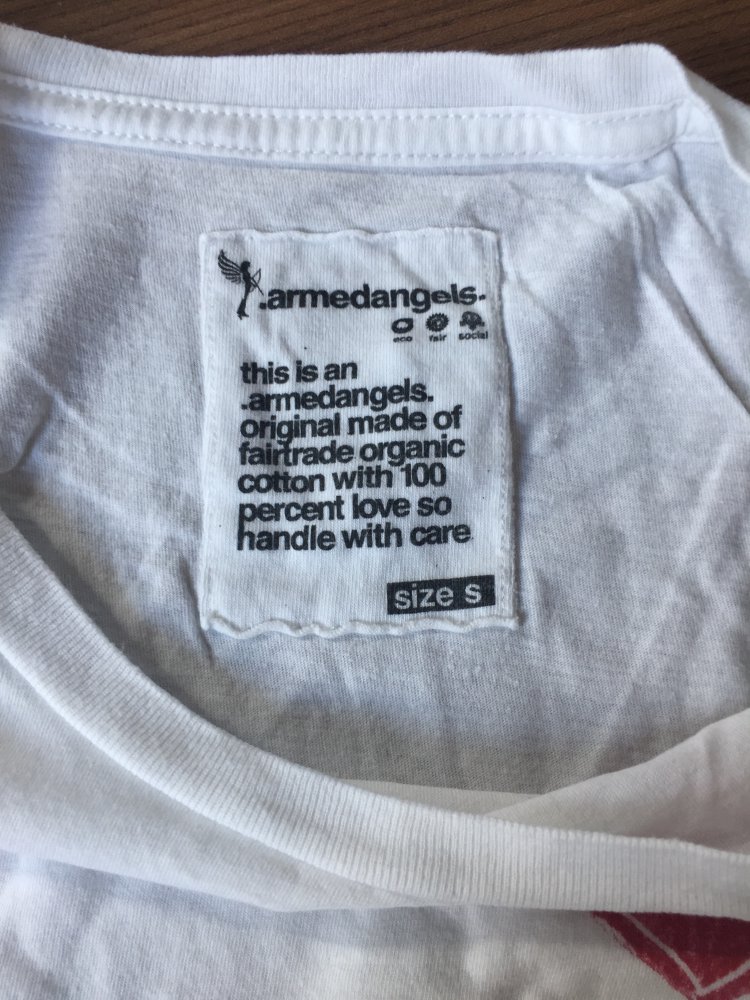 .armedangels.
eco fair social
this is an
.armedangels.
original made of
fairtrade organic
cotton with 100
percent love so
handle with care
size s